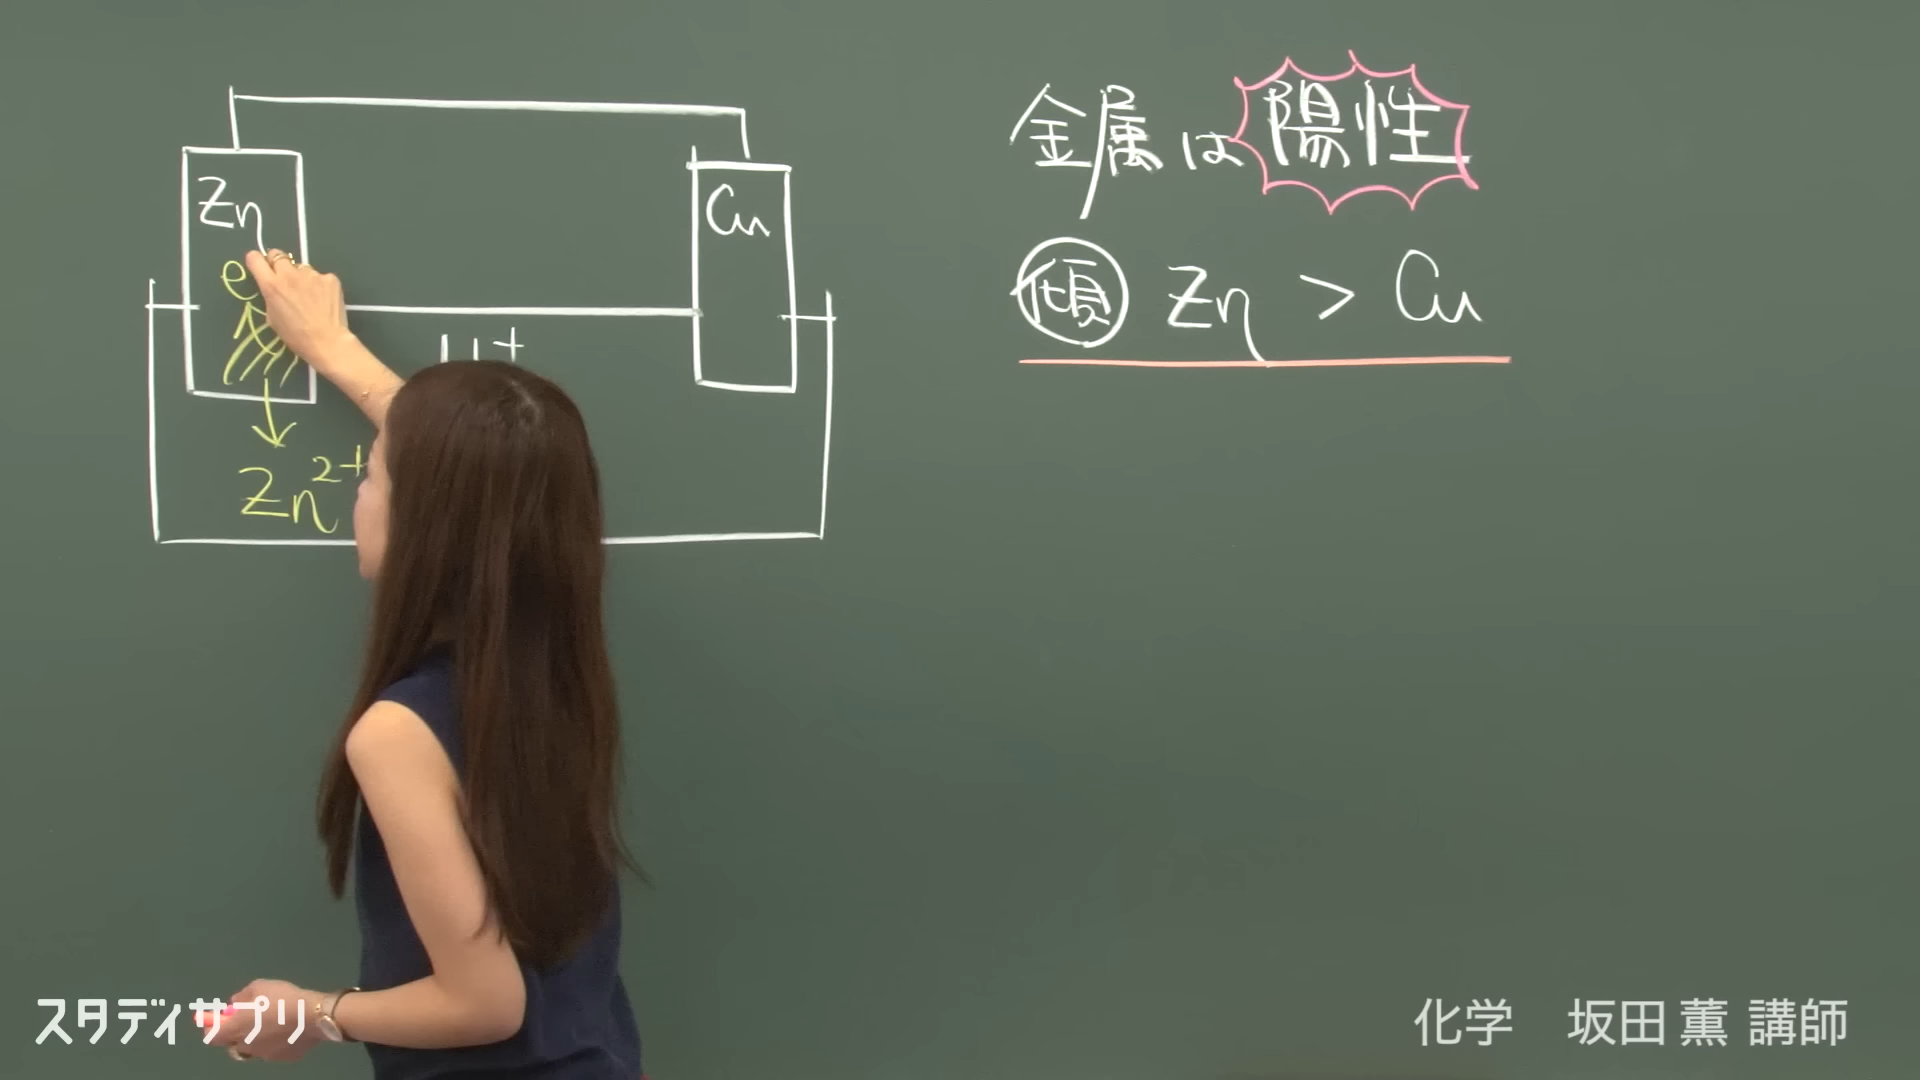 金属は陽性
傾 Zn > Cu
Zn
Cu
e
H+
Zn2+
スタディサプリ
化学 坂田 薫 講師